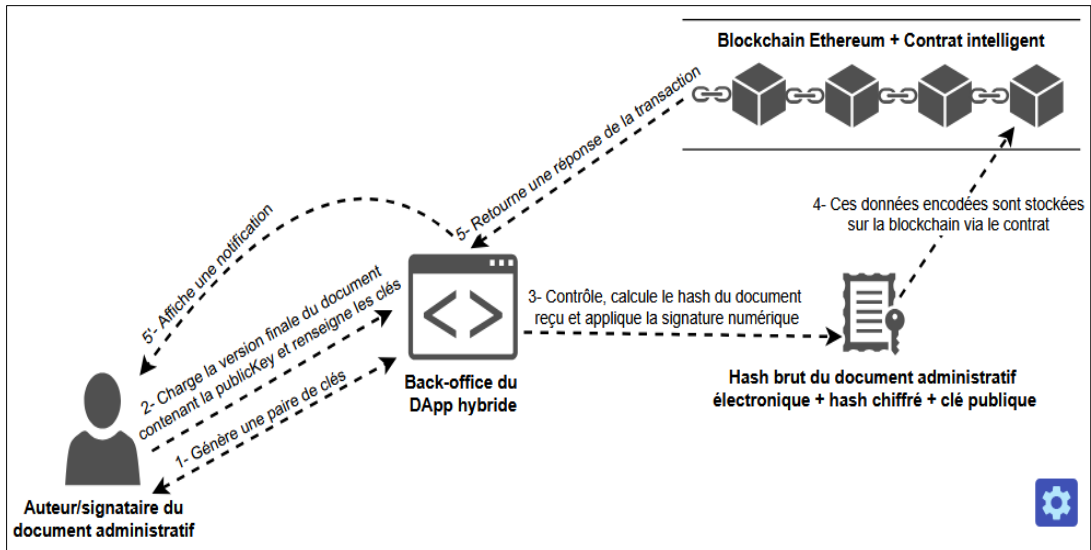 Blockchain Ethereum + Contrat intelligent
5- Retourne une réponse de la transaction
4- Ces données encodées sont stockées
sur la blockchain via le contrat
5'- Affiche une notification
2- Charge la version finale du document
contenant la publicKey et renseigne les clés
1- Génère une paire de clés
3- Contrôle, calcule le hash du document
reçu et applique la signature numérique
Back-office du
DApp hybride
Hash brut du document administratif
électronique + hash chiffré + clé publique
Auteur/signataire du
document administratif